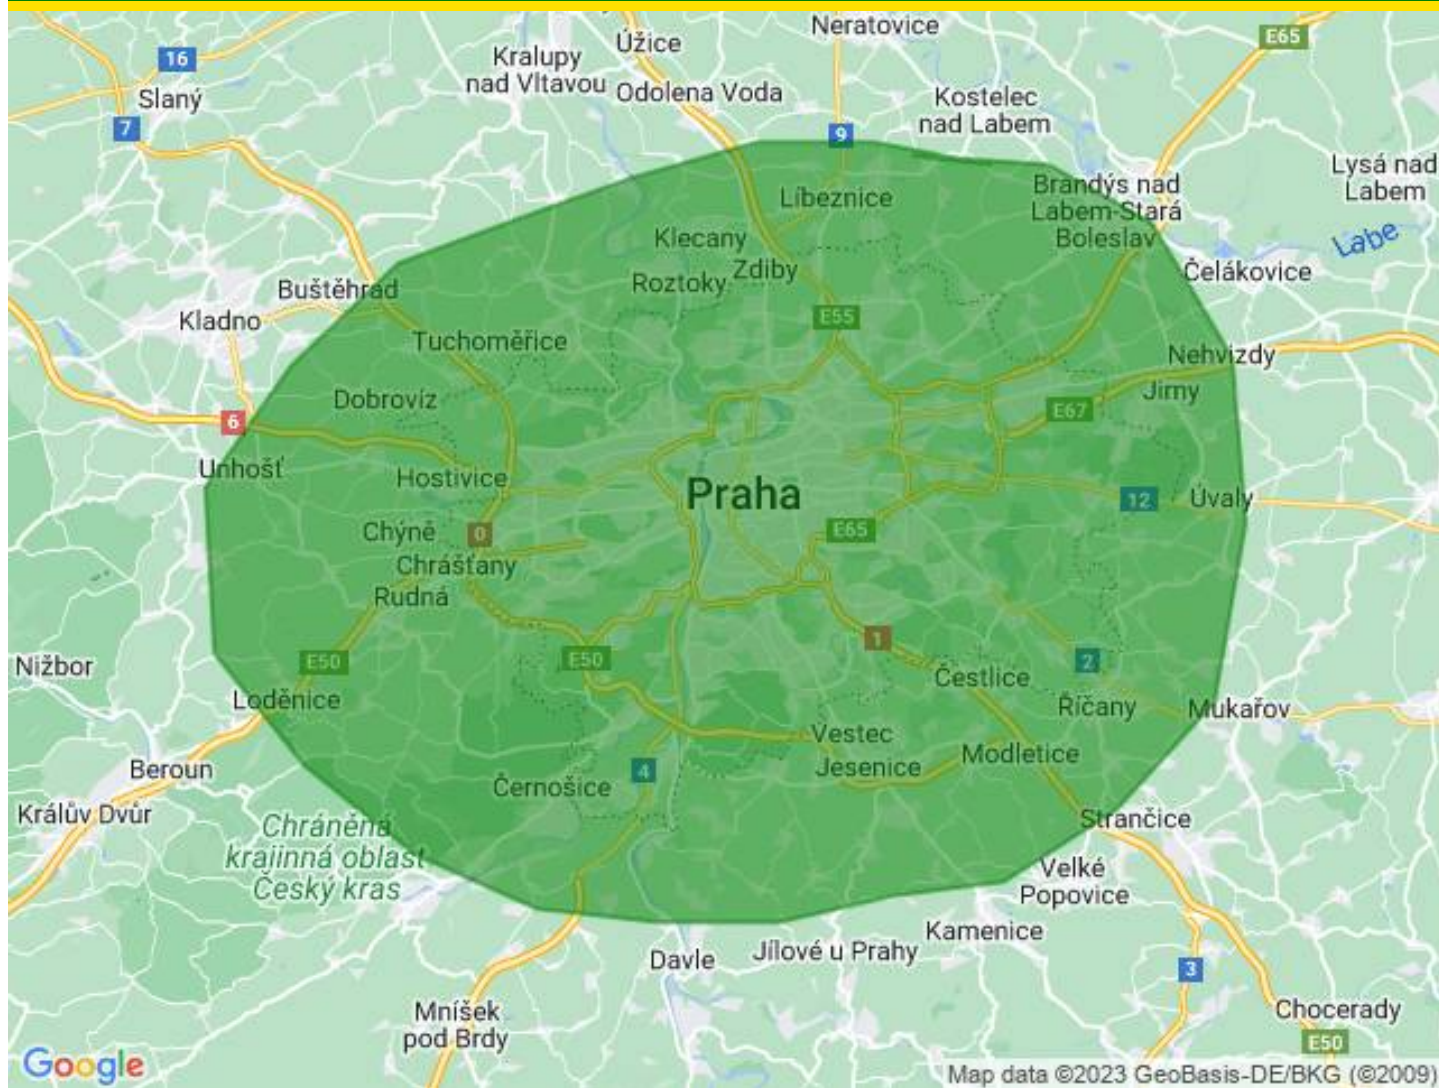 Neratovice
E65
Úžice
16
Kralupy
nad Vltavou
Odolena Voda
Slaný
Kostelec
nad Labem
7
9
Lysá nad
Labem
Brandýs nad
Labem-Stará
Boleslav
Líbeznice
Klecany
Labe
Zdiby
Roztoky
Čelákovice
Buštěhrad
Kladno
E55
Tuchoměřice
Nehvizdy
Jirny
Dobrovíz
E67
6
Unhošť
Hostivice
Praha
12
Úvaly
Chýně
0
E65
Chrášťany
Rudná
1
Nižbor
E50
E50
2
Čestlice
Loděnice
Říčany
Mukařov
Vestec
Modletice
Jesenice
Beroun
4
Černošice
Králův Dvůr
Strančice
Chráněná
krajinná oblast
Český kras
Velké
Popovice
Kamenice
Davle
Jílové u Prahy
3
Mníšek
pod Brdy
Chocerady
E50
Google
Map data ©2023 GeoBasis-DE/BKG (©2009)